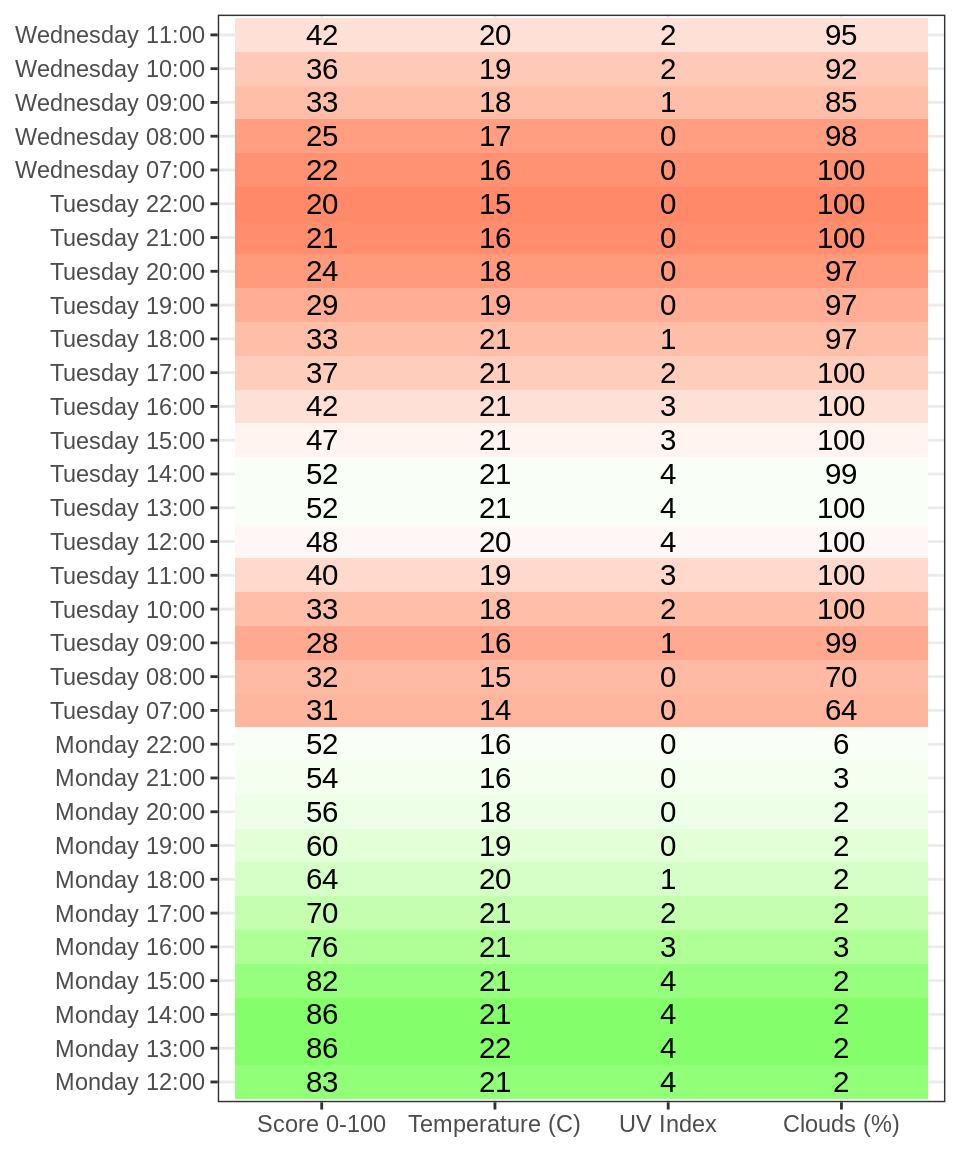 Wednesday 11:00 42 20 2 95
Wednesday 10:00 36 19 2 92
Wednesday 09:00 33 18 1 85
Wednesday 08:00 25 17 0 98
Wednesday 07:00 22 16 0 100
Tuesday 22:00 20 15 0 100
Tuesday 21:00 21 16 0 100
Tuesday 20:00 24 18 0 97
Tuesday 19:00 29 19 0 97
Tuesday 18:00 33 21 1 97
Tuesday 17:00 37 21 2 100
Tuesday 16:00 42 21 3 100
Tuesday 15:00 47 21 3 100
Tuesday 14:00 52 21 4 99
Tuesday 13:00 52 21 4 100
Tuesday 12:00 48 20 4 100
Tuesday 11:00 40 19 3 100
Tuesday 10:00 33 18 2 100
Tuesday 09:00 28 16 1 99
Tuesday 08:00 32 15 0 70
Tuesday 07:00 31 14 0 64
Monday 22:00 52 16 0 6
Monday 21:00 54 16 0 3
Monday 20:00 56 18 0 2
Monday 19:00 60 19 0 2
Monday 18:00 64 20 1 2
Monday 17:00 70 21 2 2
Monday 16:00 76 21 3 3
Monday 15:00 82 21 4 2
Monday 14:00 86 21 4 2
Monday 13:00 86 22 4 2
Monday 12:00 83 21 4 2
Score 0-100 Temperature (C) UV Index Clouds (%)